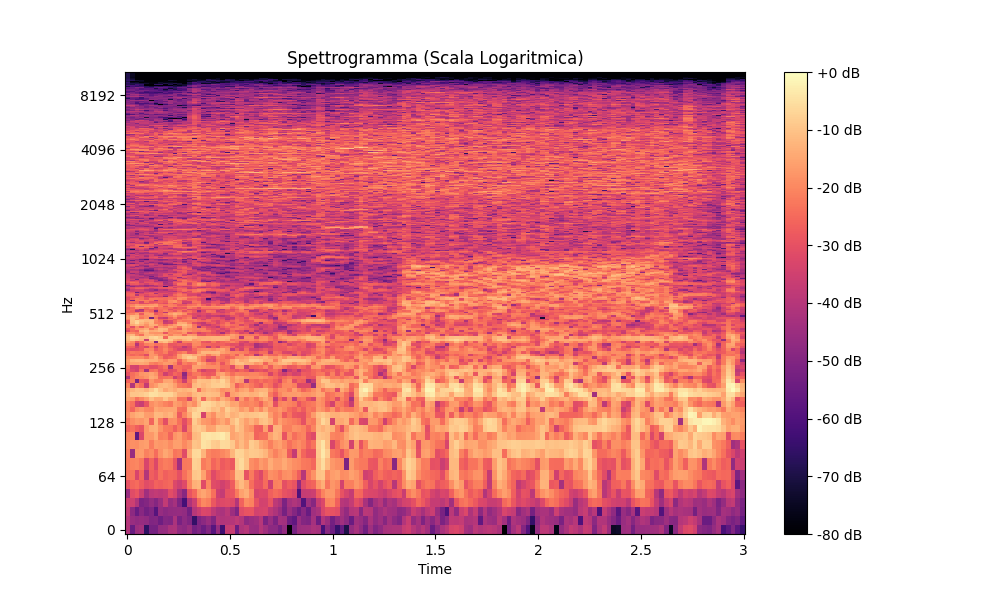 Spettrogramma (Scala Logaritmica)
Hz
8192
4096
2048
1024
512
256
128
64
0
0 0.5 1 1.5 2 2.5 3
Time
+0 dB
-10 dB
-20 dB
-30 dB
-40 dB
-50 dB
-60 dB
-70 dB
-80 dB